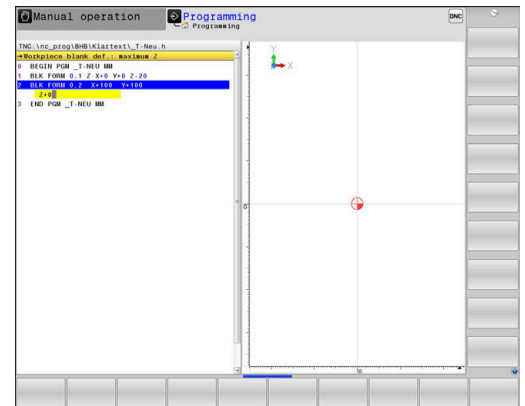 Manual operation
Programming
DNC
Programming
TNC:\nc_prog\BHB\Klartext\_T-Neu.h
→Workpiece blank def.: maximum Z
0 BEGIN PGM _T-NEU MM
1 BLK FORM 0.1 Z X+0 Y+0 Z-20
2 BLK FORM 0.2 X+100 Y+100
Z+0
3 END PGM _T-NEU MM
Y
X
0
0